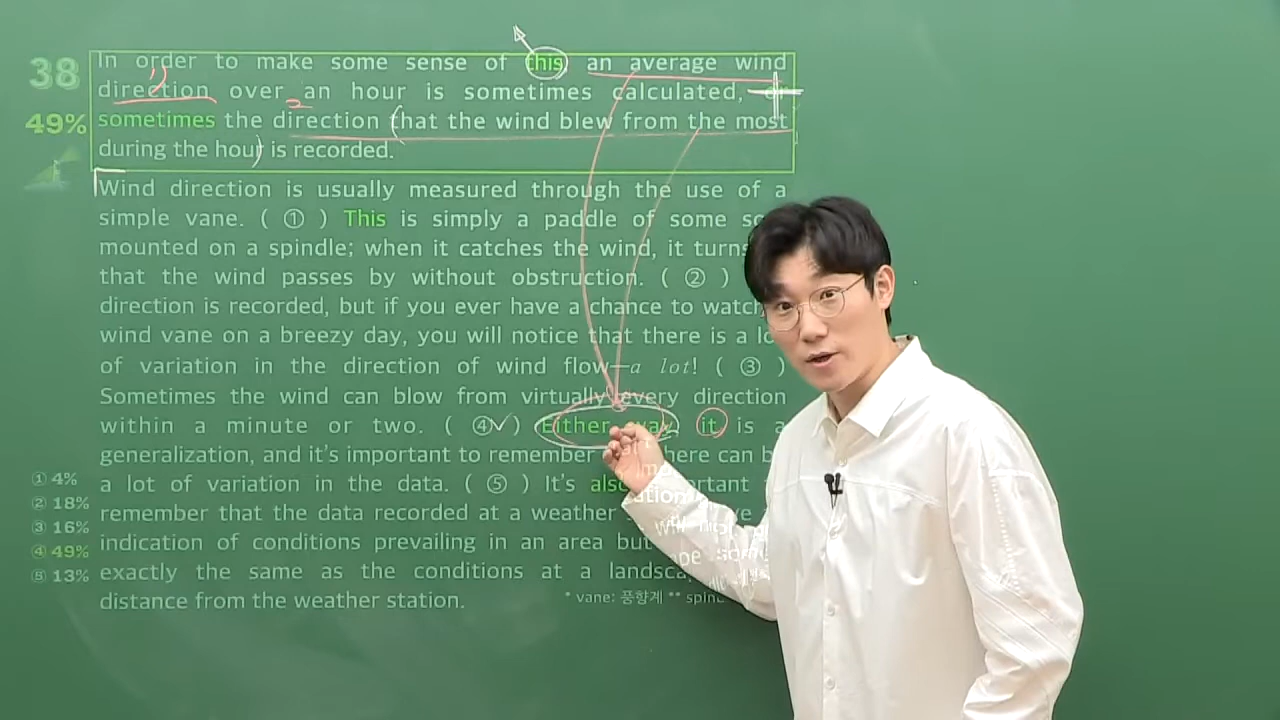 38
49%
In order to make some sense of this, an average wind
direction over an hour is sometimes calculated, or
sometimes the direction that the wind blew from the most
during the hour is recorded.
Wind direction is usually measured through the use of a
simple vane. ( ① ) This is simply a paddle of some
mounted on a spindle; when it catches the wind, it turns
that the wind passes by without obstruction. ( ② )
direction is recorded, but if you ever have a chance to watch
wind vane on a breezy day, you will notice that there is a
of variation in the direction of wind flow—a lot! ( ③ )
Sometimes the wind can blow from virtually every direction
within a minute or two. ( ④ ) Either way, it is a
generalization, and it's important to remember there can
a lot of variation in the data. ( ⑤ ) It's also
remember that the data recorded at a weather
indication of conditions prevailing in an area but
exactly the same as the conditions at a
distance from the weather station.
① 4%
② 18%
③ 16%
④ 49%
⑤ 13%
* vane: 풍향계 **